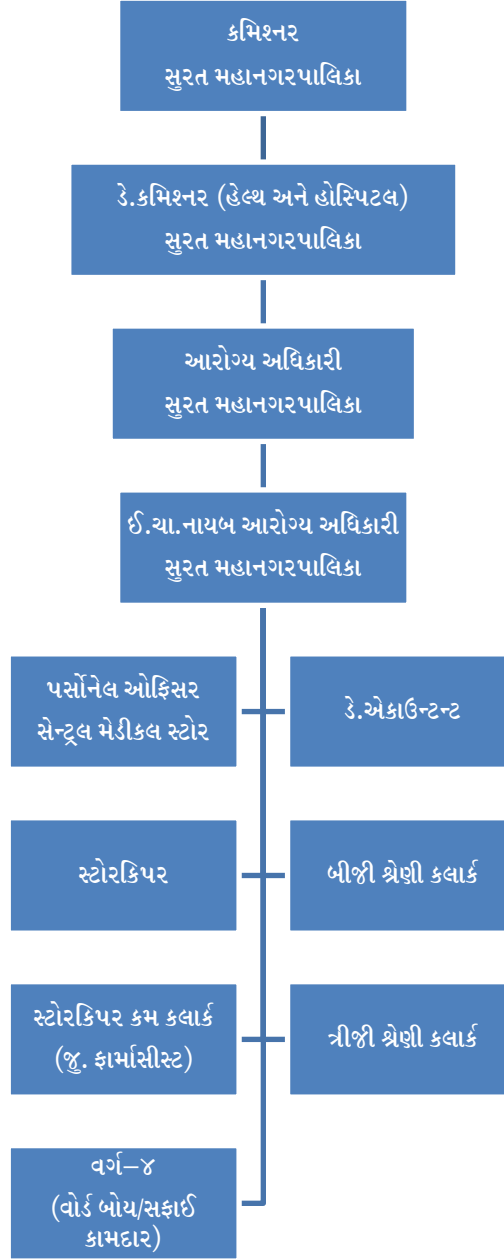 કમિશ્નર
સુરત મહાનગરપાલિકા
ડે.કમિશ્નર (હેલ્થ અને હોસ્પિટલ)
સુરત મહાનગરપાલિકા
આરોગ્ય અધિકારી
સુરત મહાનગરપાલિકા
ઈ.ચા.નાયબ આરોગ્ય અધિકારી
સુરત મહાનગરપાલિકા
પર્સોનેલ ઓફિસર
સેન્ટ્રલ મેડીકલ સ્ટોર
ડે.એકાઉન્ટન્ટ
સ્ટોરકિપર
બીજી શ્રેણી કલાર્ક
સ્ટોરકિપર કમ કલાર્ક
(જુ. ફાર્માસીસ્ટ)
ત્રીજી શ્રેણી કલાર્ક
વર્ગ–૪
(વોર્ડ બોય/સફાઈ
કામદાર)